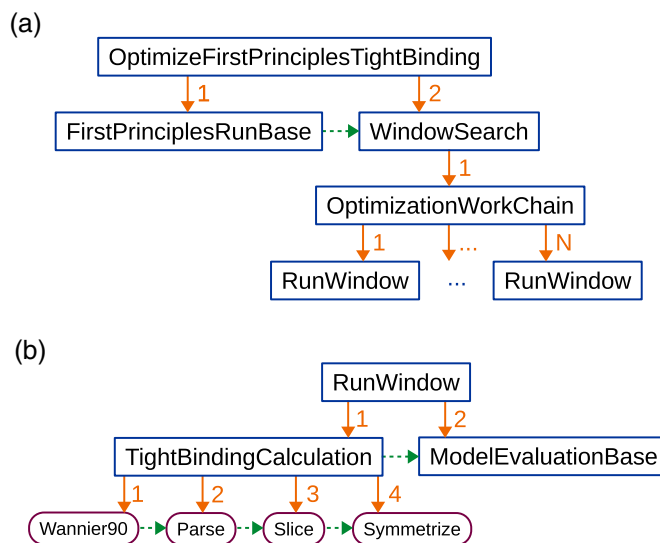 (a)
OptimizeFirstPrinciplesTightBinding
1 2
FirstPrinciplesRunBase WindowSearch
1
OptimizationWorkChain
1 ... N
RunWindow ... RunWindow
(b)
RunWindow
1 2
TightBindingCalculation ModelEvaluationBase
1 2 3 4
Wannier90 Parse Slice Symmetrize